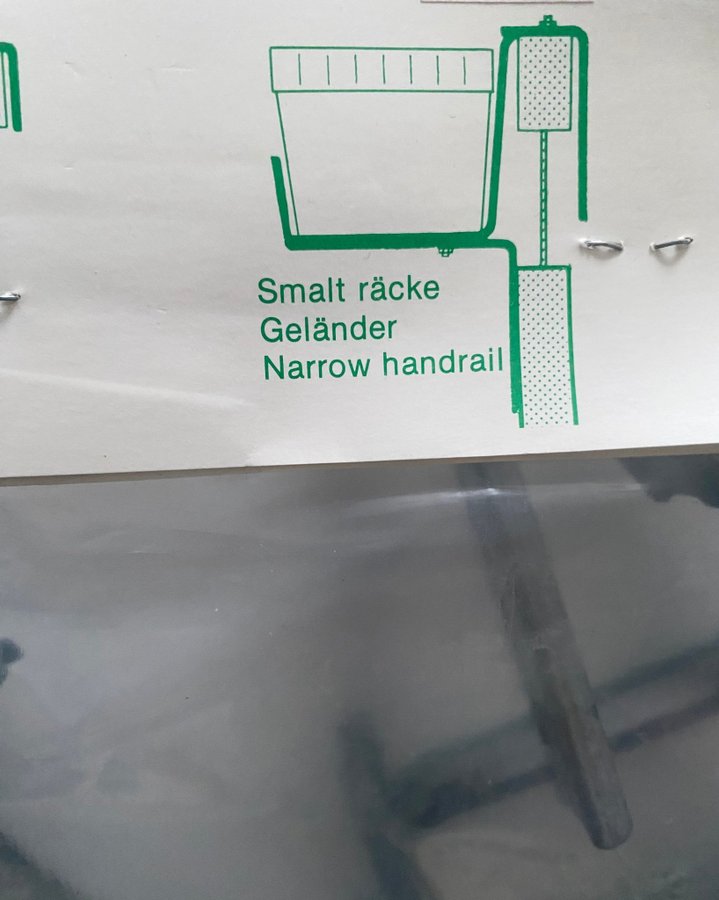 Smalt räcke
Geländer
Narrow handrail